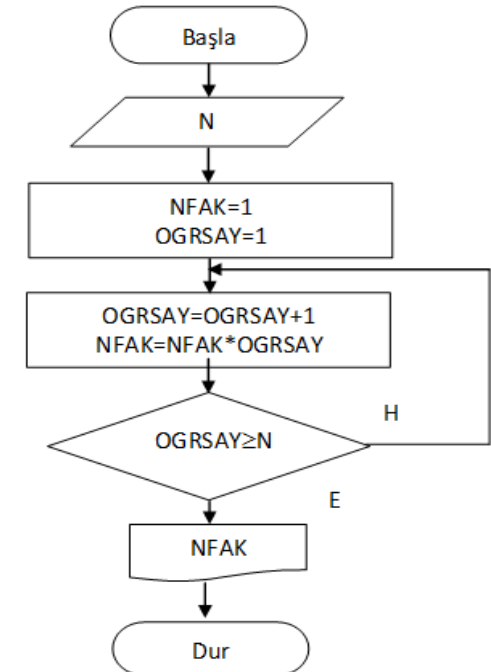 Başla
N
NFAK=1
OGRSAY=1
OGRSAY=OGRSAY+1
NFAK=NFAK*OGRSAY
H
OGRSAY≥N
E
NFAK
Dur